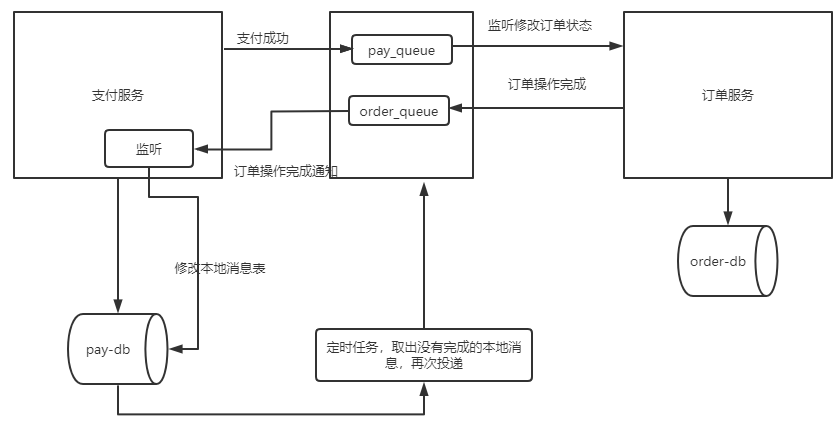 支付成功
pay_queue
监听修改订单状态
支付服务
order_queue
订单操作完成
订单服务
监听
订单操作完成通知
修改本地消息表
order-db
pay-db
定时任务，取出没有完成的本地消
息，再次投递